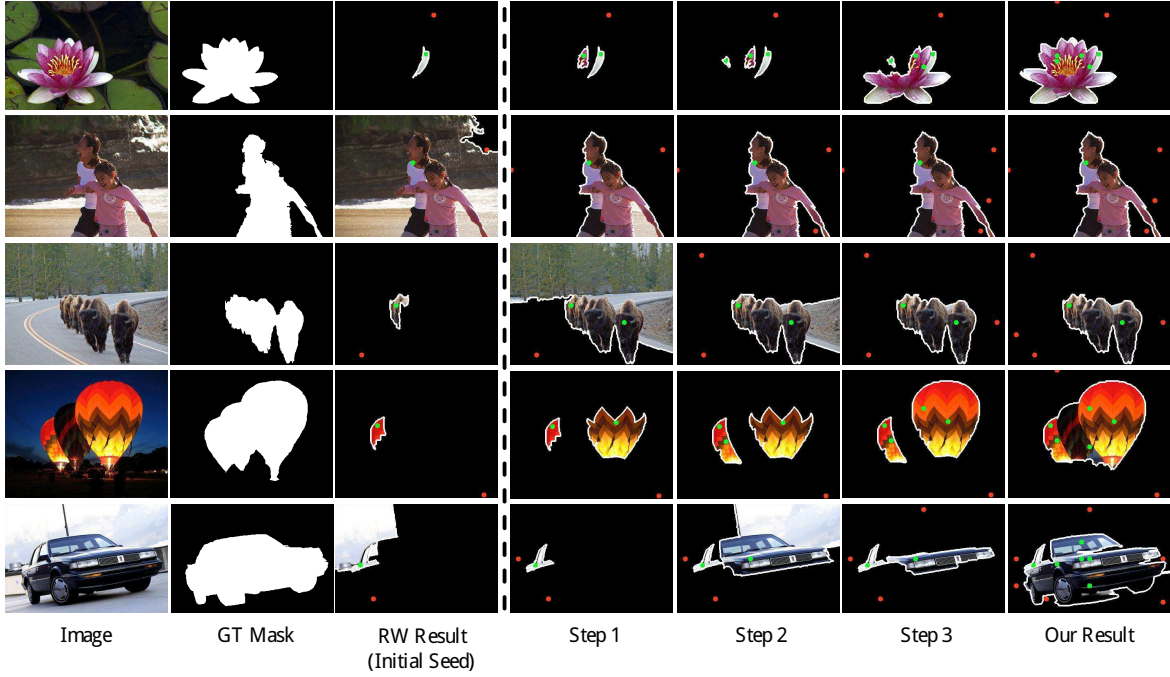 Image
GT Mask
RW Result
(Initial Seed)
Step 1
Step 2
Step 3
Our Result